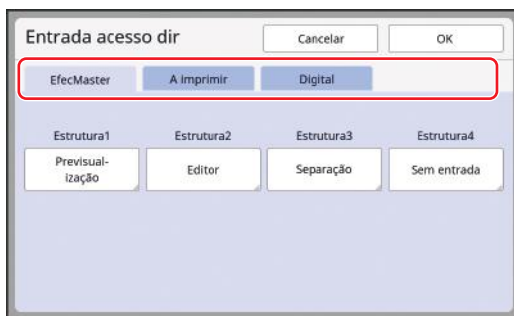 Entrada acesso dir Cancelar OK
EfecMaster A Imprimir Digital
Estrutura1 Estrutura2 Estrutura3 Estrutura4
Previsual-
ização Editor Separação Sem entrada